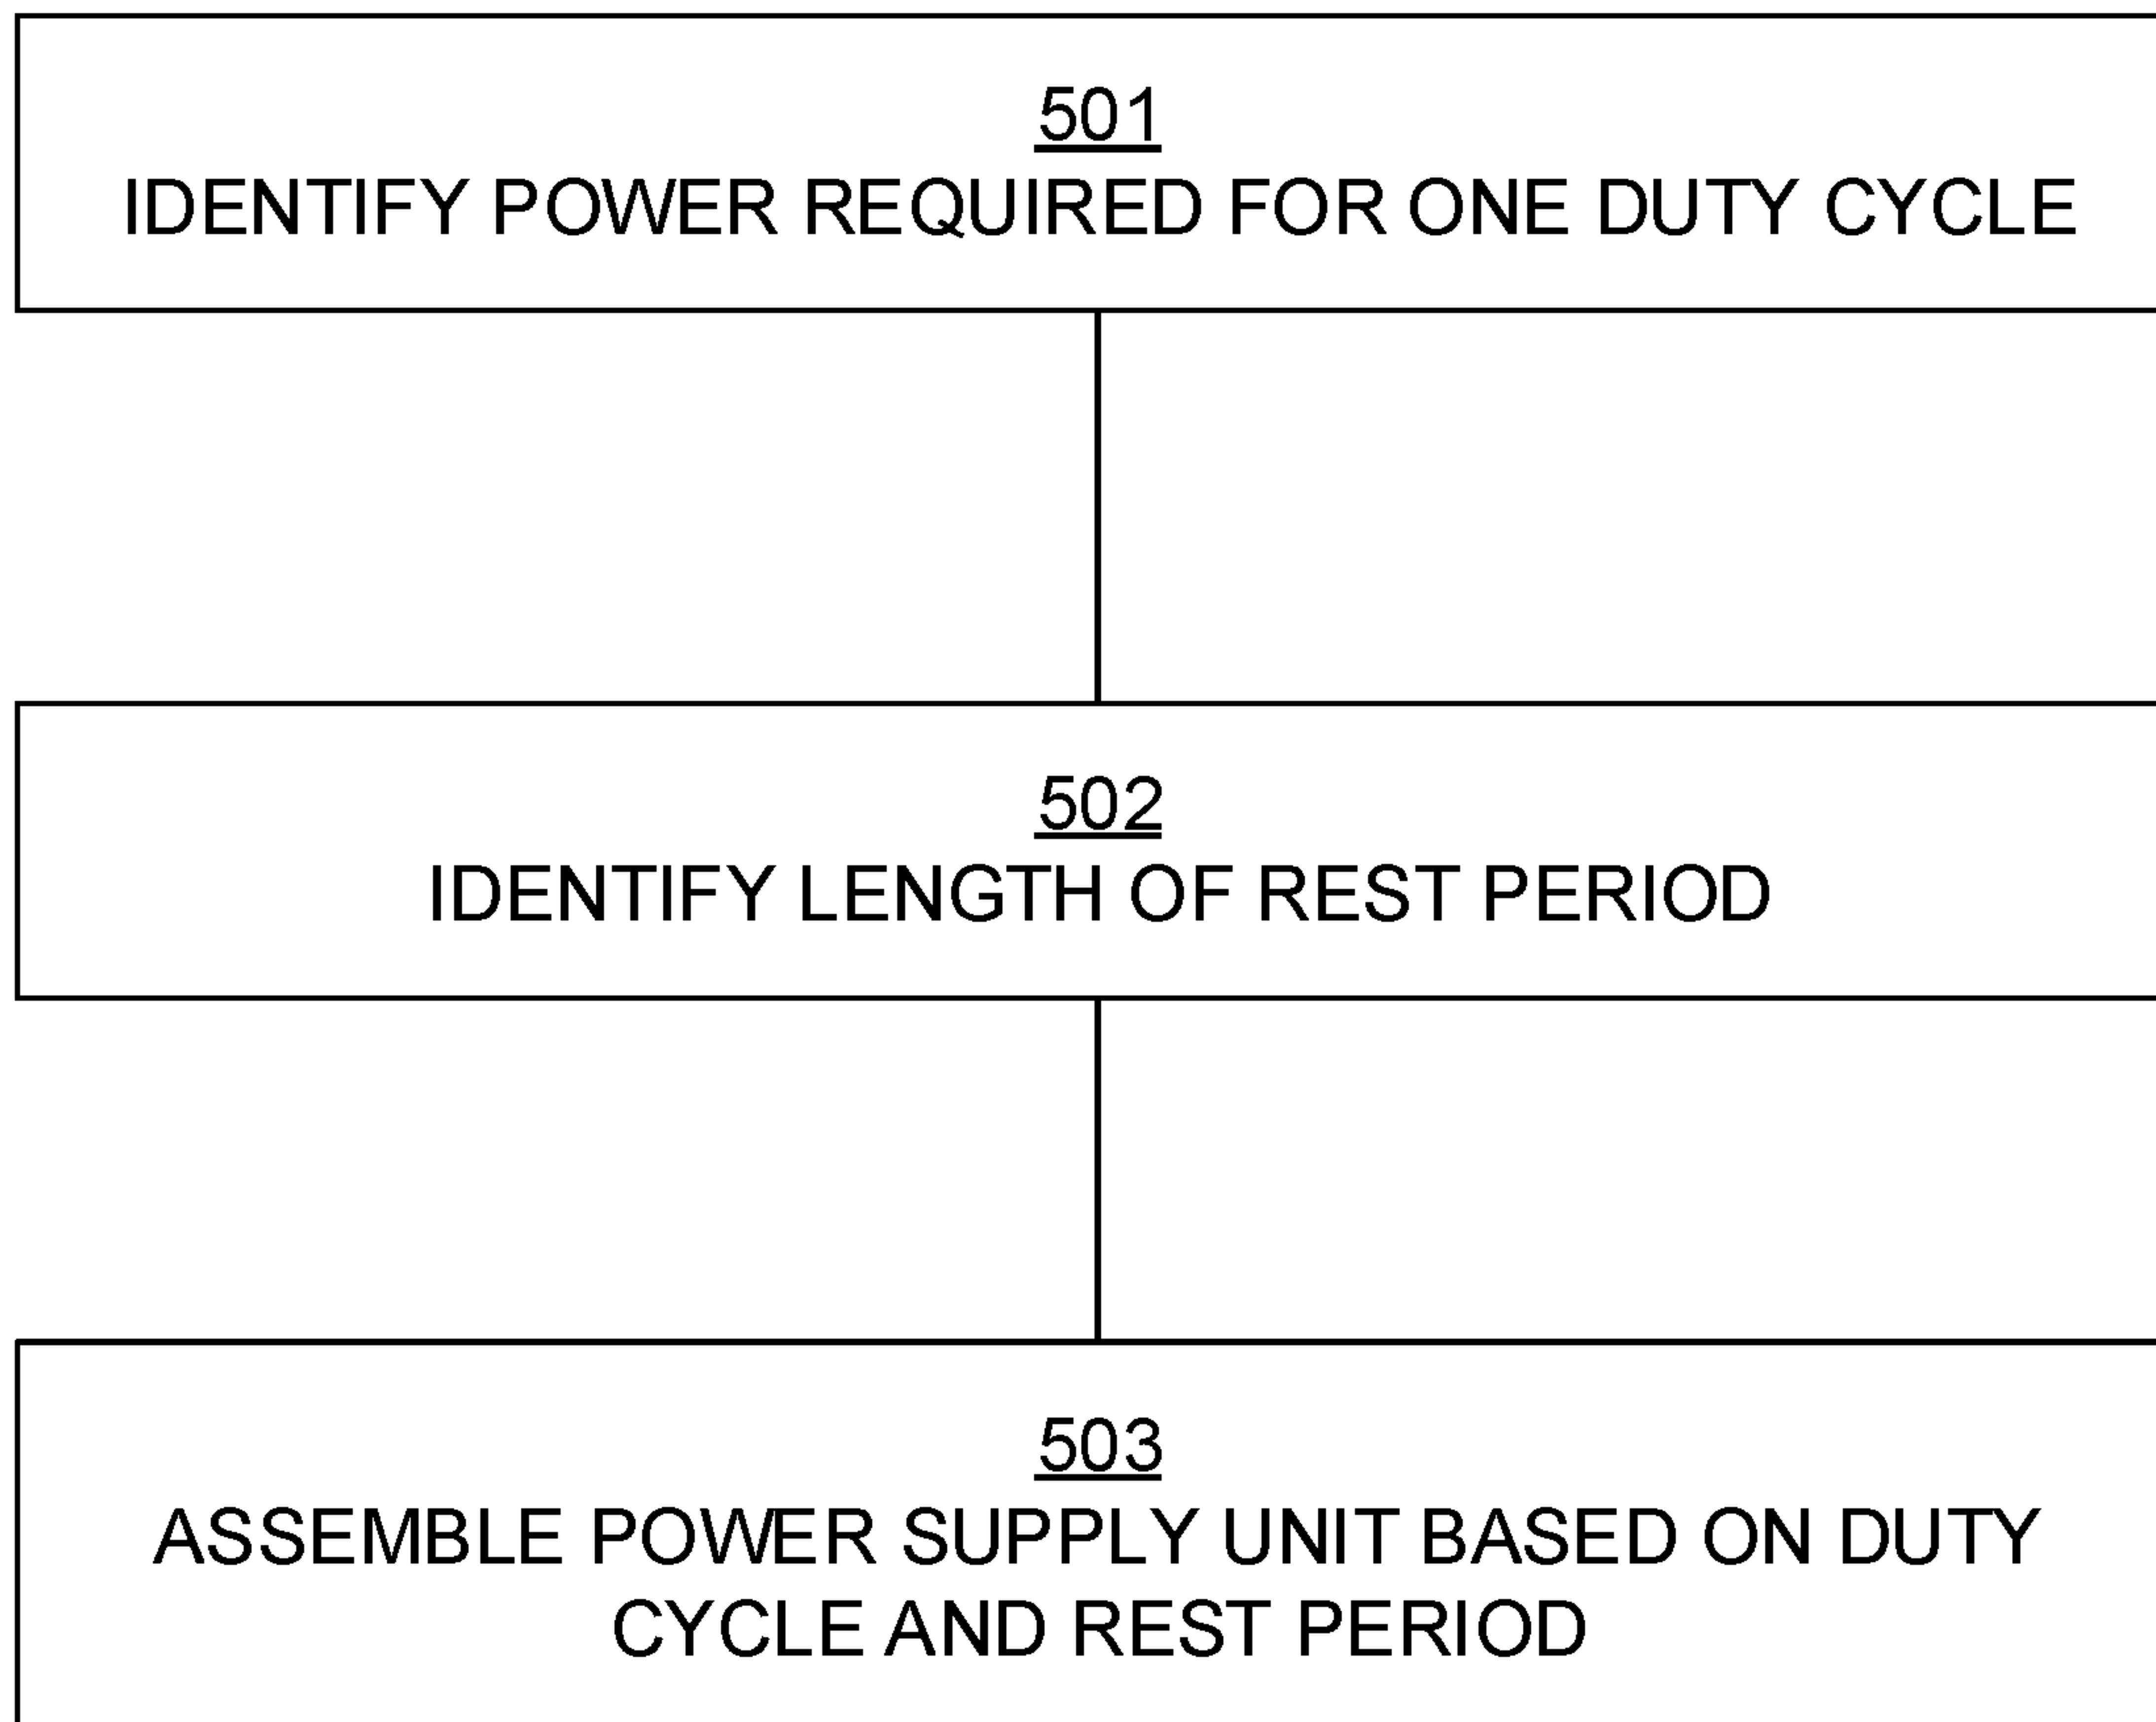 501
IDENTIFY POWER REQUIRED FOR ONE DUTY CYCLE
502
IDENTIFY LENGTH OF REST PERIOD
503
ASSEMBLE POWER SUPPLY UNIT BASED ON DUTY
CYCLE AND REST PERIOD